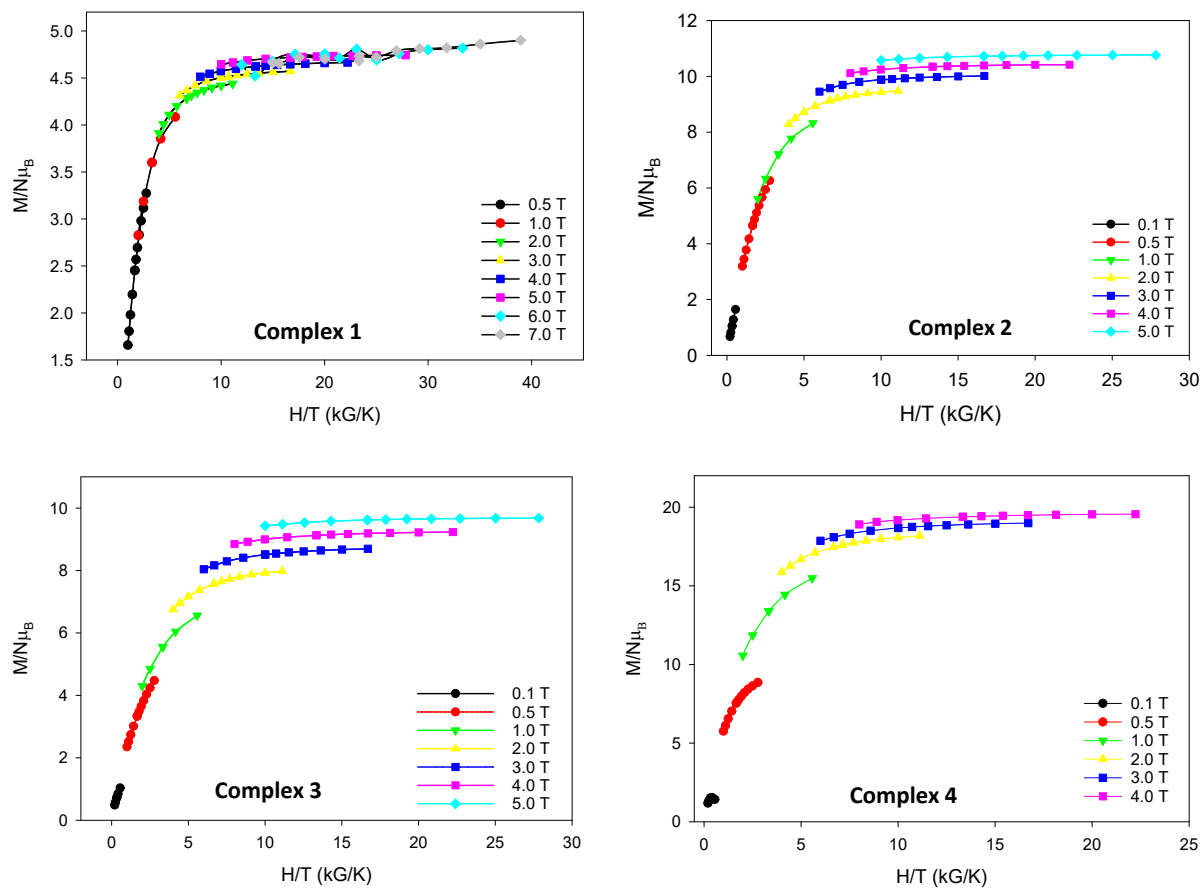 5.0
4.5
4.0
3.5
3.0
2.5
2.0
1.5
M/NμB
0.5 T
1.0 T
2.0 T
3.0 T
4.0 T
5.0 T
6.0 T
7.0 T
Complex 1
0 10 20 30 40
H/T (kG/K)
12
10
8
6
4
2
0
M/NμB
0.1 T
0.5 T
1.0 T
2.0 T
3.0 T
4.0 T
5.0 T
Complex 2
0 5 10 15 20 25 30
H/T (kG/K)
10
8
6
4
2
0
M/NμB
0.1 T
0.5 T
1.0 T
2.0 T
3.0 T
4.0 T
5.0 T
Complex 3
0 5 10 15 20 25 30
H/T (kG/K)
20
15
10
5
0
M/NμB
0.1 T
0.5 T
1.0 T
2.0 T
3.0 T
4.0 T
Complex 4
0 5 10 15 20 25
H/T (kG/K)